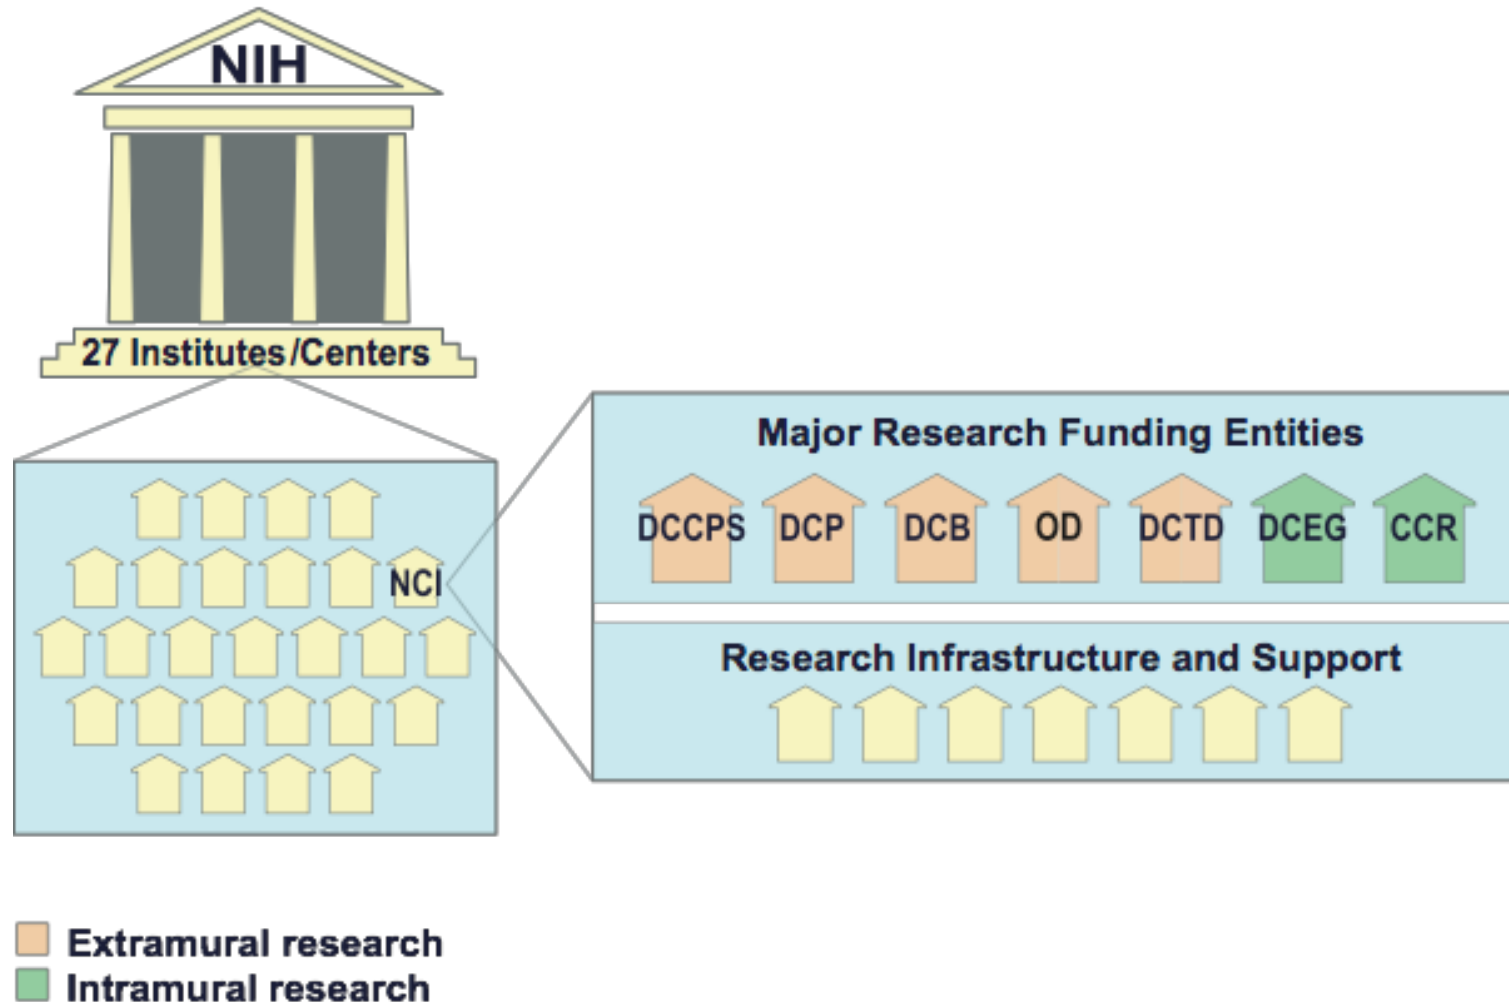 NIH
27 Institutes/Centers
NCI
Major Research Funding Entities
DCCPS DCP DCB OD DCTD DCEG CCR
Research Infrastructure and Support
Extramural research
Intramural research